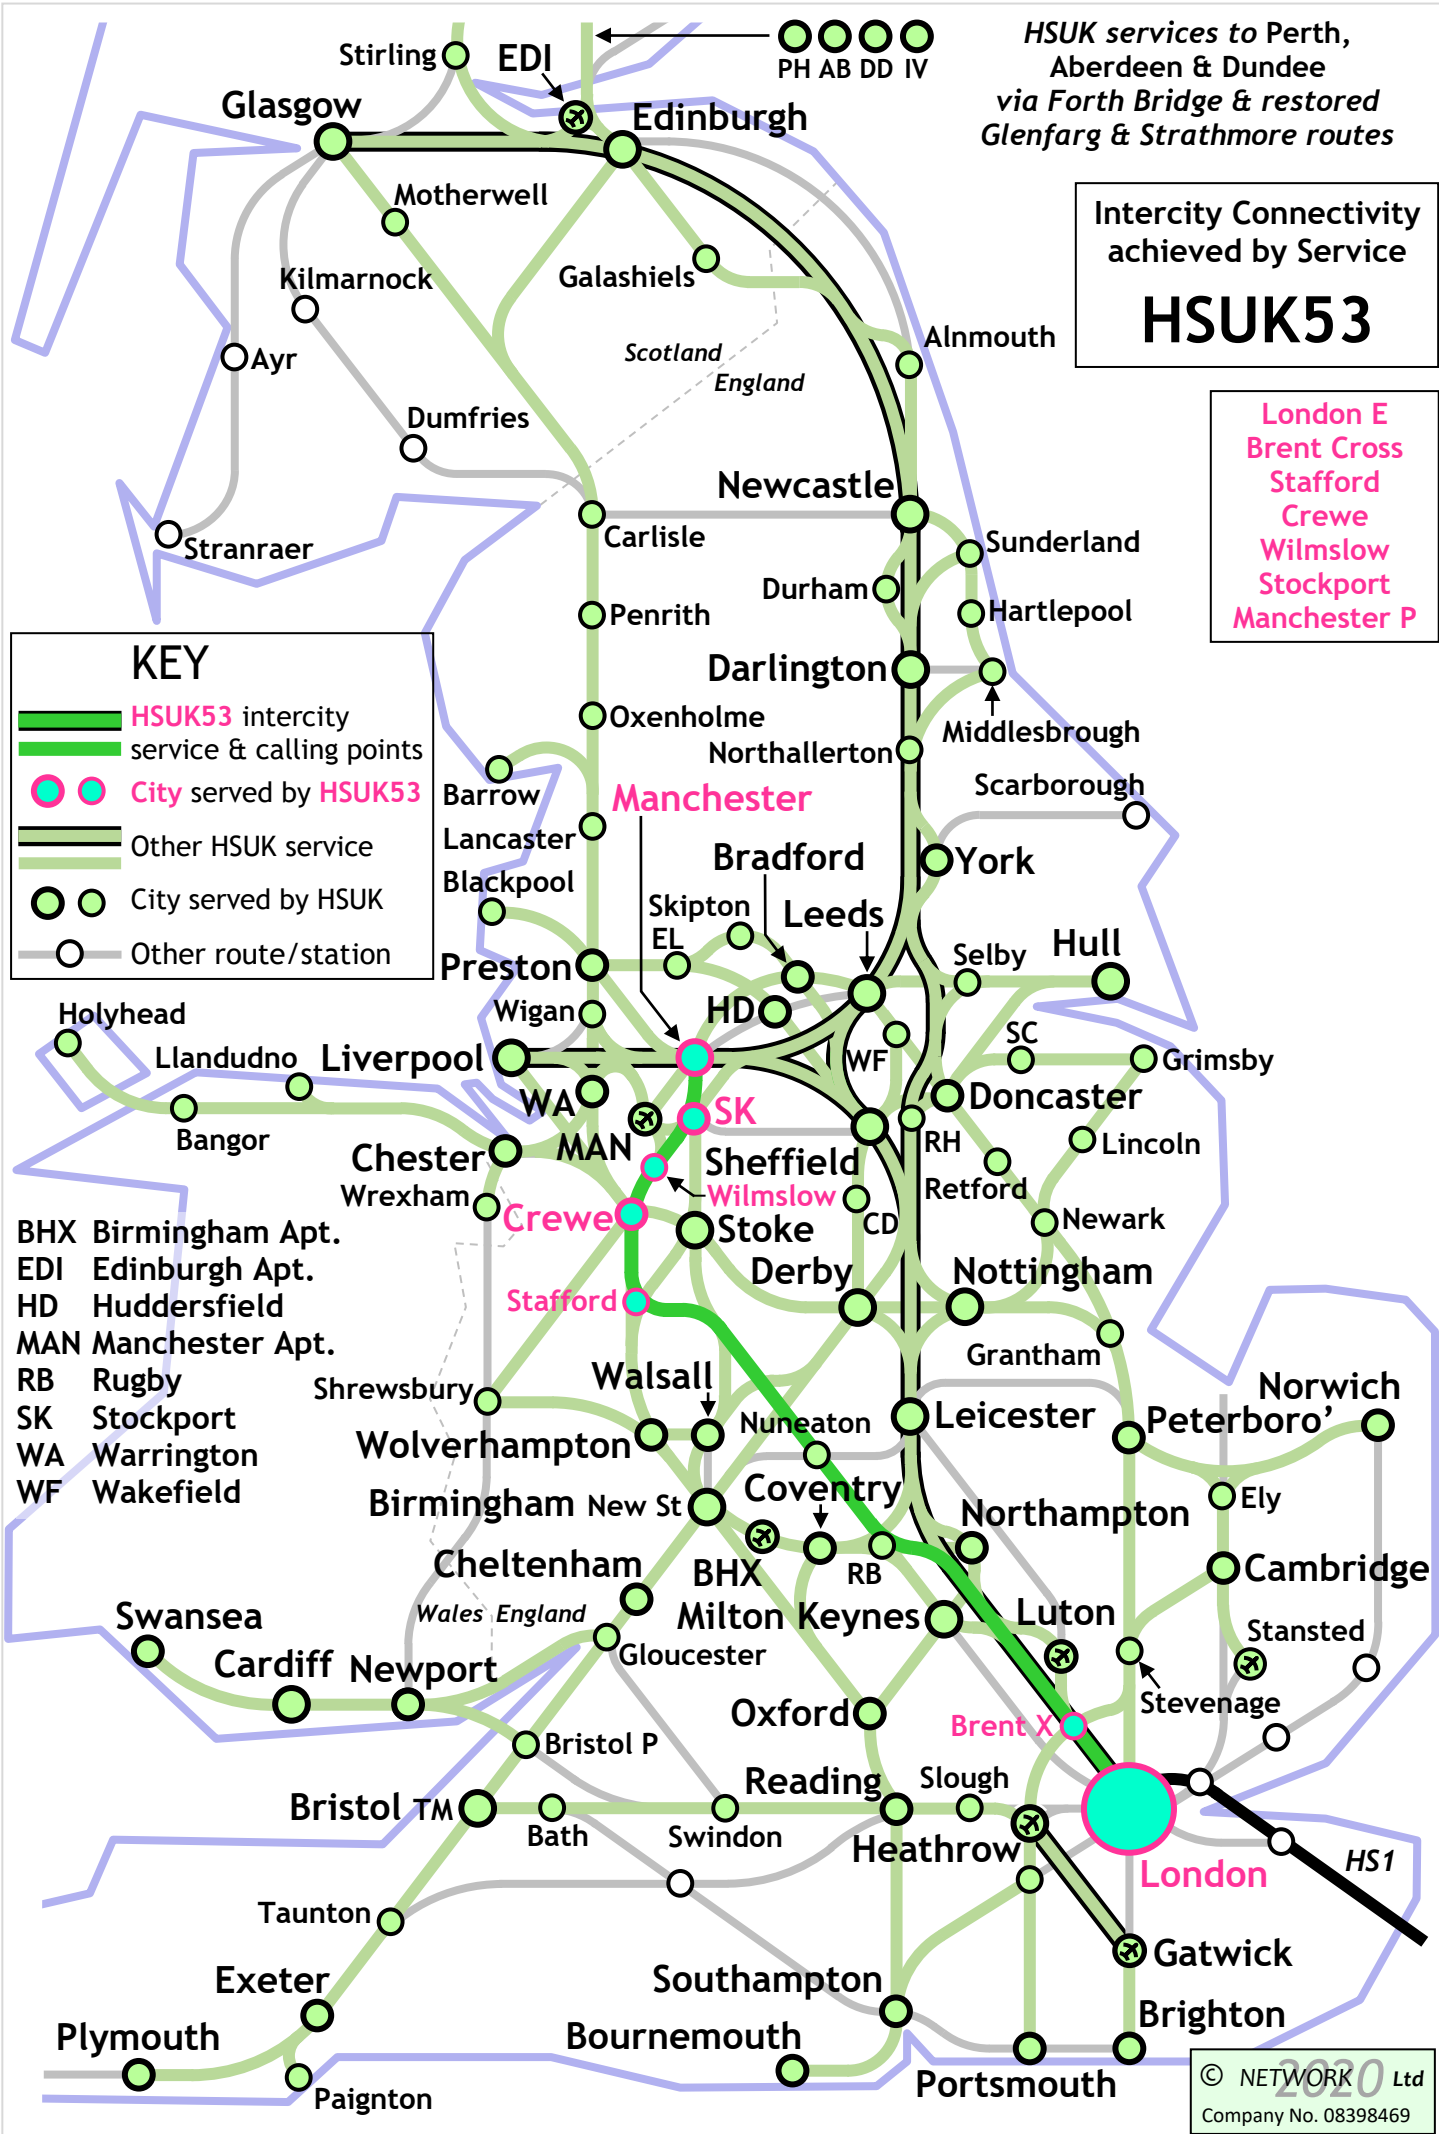 HSUK services to Perth,
Aberdeen & Dundee
via Forth Bridge & restored
Glenfarg & Strathmore routes
PH AB DD IV
Stirling
EDI
Glasgow
Edinburgh
Intercity Connectivity
achieved by Service
HSUK53
Motherwell
Kilmarnock
Galashiels
Alnmouth
Ayr
Scotland
England
Dumfries
London E
Brent Cross
Stafford
Crewe
Wilmslow
Stockport
Manchester P
Newcastle
Carlisle
Stranraer
Sunderland
Durham
Hartlepool
Penrith
Darlington
Middlesbrough
KEY
HSUK53 intercity
service & calling points
City served by HSUK53
Other HSUK service
City served by HSUK
Other route/station
Oxenholme
Northallerton
Barrow
Manchester
Scarborough
Lancaster
Bradford
York
Blackpool
Skipton
Leeds
EL
Selby
Hull
Preston
Wigan
HD
Holyhead
Llandudno
Liverpool
WF
SC
Grimsby
WA
SK
Doncaster
Bangor
MAN
RH
Lincoln
Chester
Sheffield
Retford
Wrexham
Wilmslow
Crewe
Stoke
CD
Newark
BHX Birmingham Apt.
EDI Edinburgh Apt.
HD Huddersfield
MAN Manchester Apt.
RB Rugby
SK Stockport
WA Warrington
WF Wakefield
Derby
Nottingham
Stafford
Grantham
Walsall
Shrewsbury
Norwich
Nuneaton
Leicester
Peterboro’
Wolverhampton
Coventry
Ely
Birmingham New St
Northampton
Cheltenham
BHX
RB
Cambridge
Wales England
Milton Keynes
Luton
Swansea
Stansted
Gloucester
Cardiff
Newport
Stevenage
Oxford
Brent X
Bristol P
Reading
Slough
Bristol TM
Bath
Swindon
Heathrow
London
HS1
Taunton
Gatwick
Exeter
Southampton
Brighton
Plymouth
Bournemouth
Portsmouth
Paignton
© NETWORK 2020 Ltd
Company No. 08398469